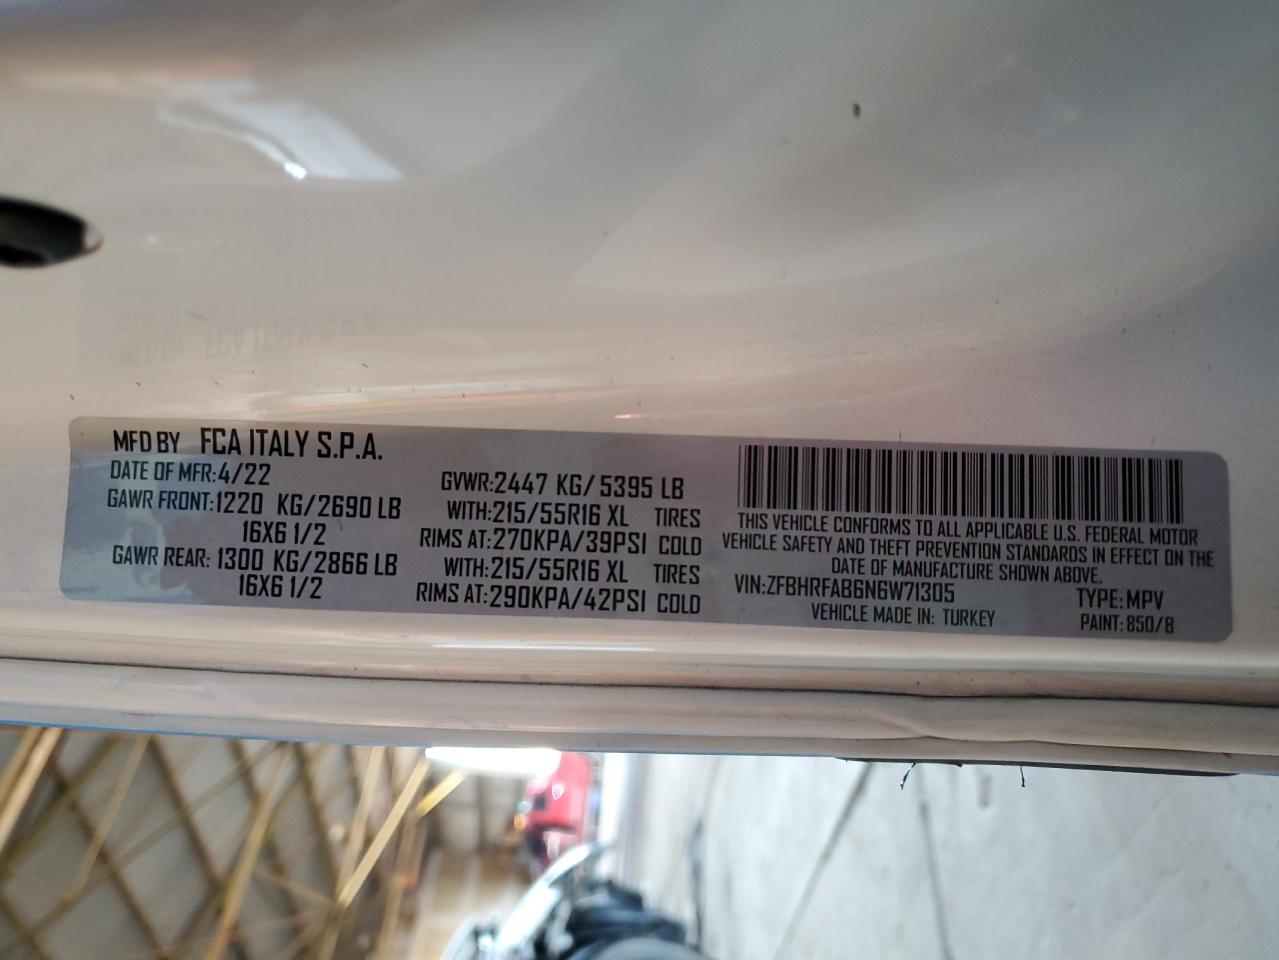 MFD BY FCA ITALY S.P.A.
DATE OF MFR:4/22
GAWR FRONT:1220 KG/2690 LB
16X6 1/2
GAWR REAR: 1300 KG/2866 LB
16X6 1/2
GVWR:2447 KG/5395 LB
WITH:215/55R16 XL TIRES
RIMS AT:270KPA/39PSI COLD
WITH:215/55R16 XL TIRES
RIMS AT:290KPA/42PSI COLD
THIS VEHICLE CONFORMS TO ALL APPLICABLE U.S. FEDERAL MOTOR
VEHICLE SAFETY AND THEFT PREVENTION STANDARDS IN EFFECT ON THE
DATE OF MANUFACTURE SHOWN ABOVE.
VIN:ZFBHRFAB6N6W71305 TYPE:MPV
VEHICLE MADE IN: TURKEY PAINT:850/B